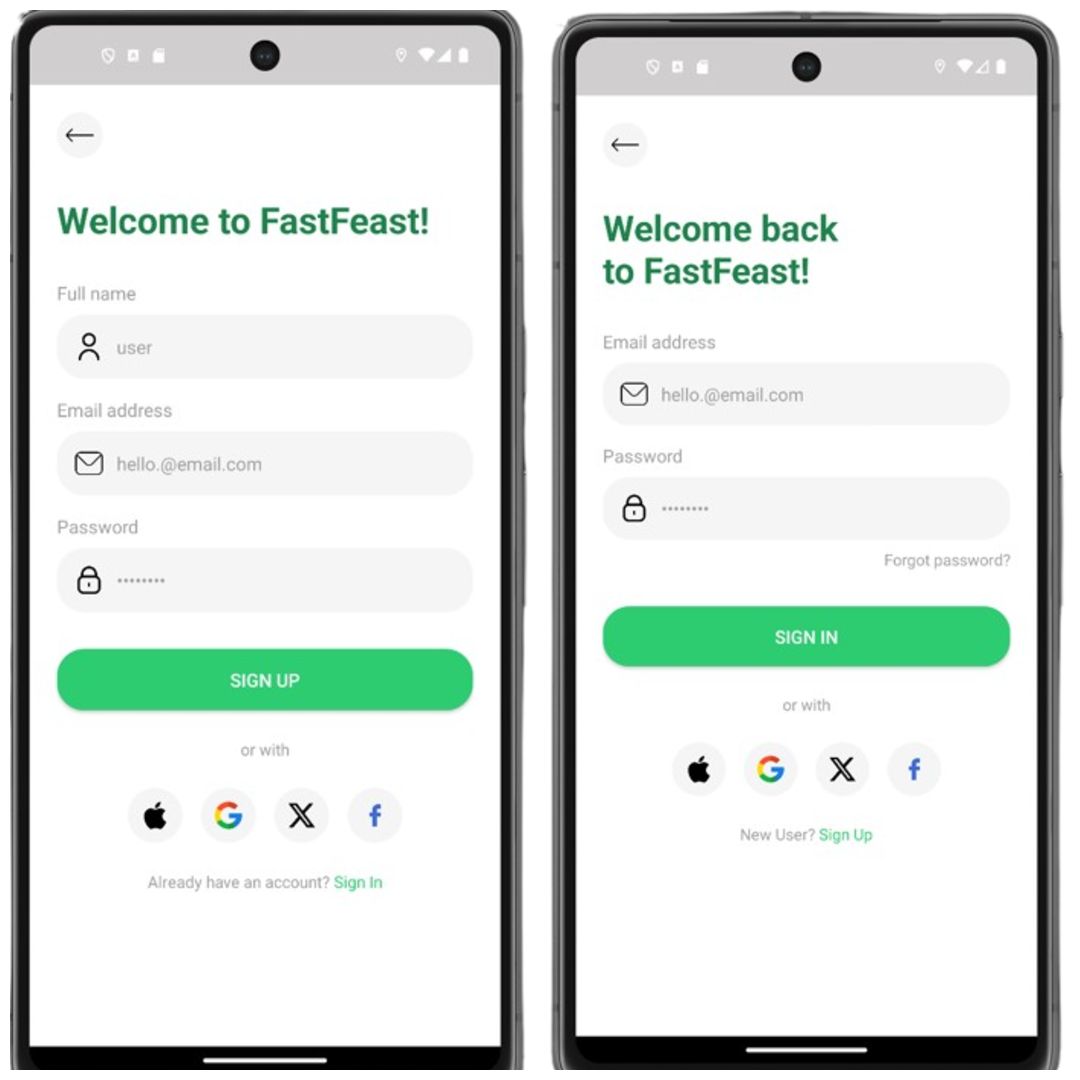 Welcome to FastFeast!
Full name
user
Email address
hello.@email.com
Password
••••••••
SIGN UP
or with
Already have an account? Sign In
Welcome back
to FastFeast!
Email address
hello.@email.com
Password
••••••••
Forgot password?
SIGN IN
or with
New User? Sign Up